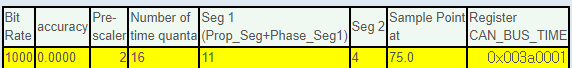 Bit Rate accuracy Pre-scaler Number of time quanta Seg 1 (Prop_Seg+Phase_Seg1) Seg 2 Sample Point at Register CAN_BUS_TIME
1000 0.0000 2 16 11 4 75.0 0x003a0001